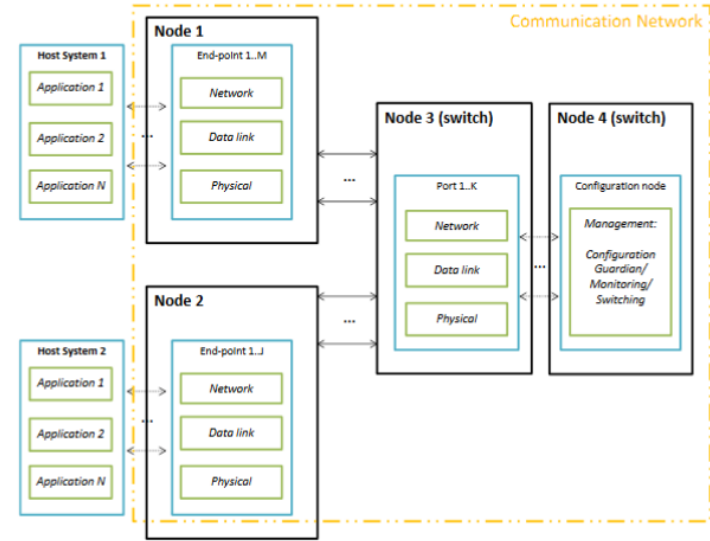 Communication Network
Node 1
Host System 1
Application 1
Application 2
Application N
...
End-point 1..M
Network
Data link
Physical
...
Node 3 (switch)
Port 1..K
Network
Data link
Physical
...
Node 4 (switch)
Configuration node
Management:
Configuration
Guardian/
Monitoring/
Switching
Node 2
Host System 2
Application 1
Application 2
Application N
...
End-point 1..J
Network
Data link
Physical
...